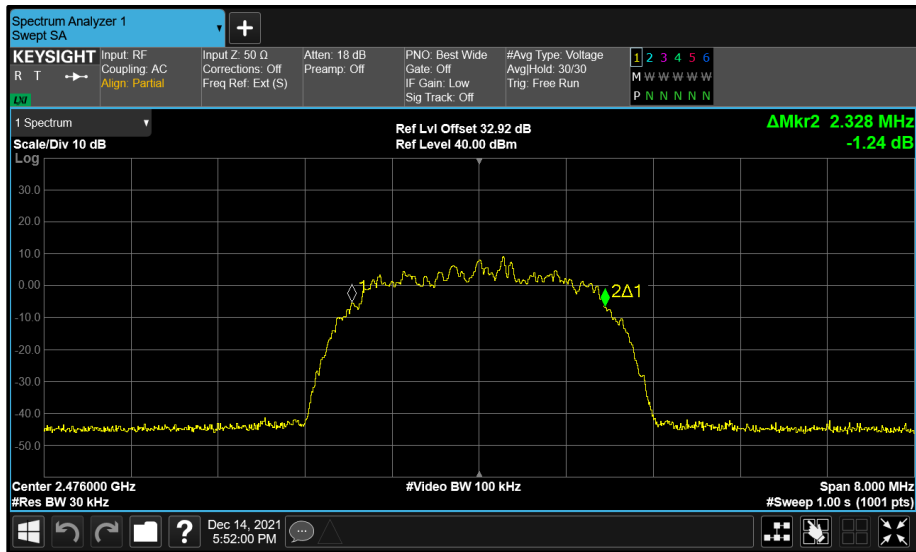 Spectrum Analyzer 1
Swept SA
+
KEYSIGHT Input: RF Input Z: 50 Ω Atten: 18 dB PNO: Best Wide #Avg Type: Voltage 1 2 3 4 5 6
R T Coupling: AC Corrections: Off Preamp: Off Gate: Off Avg|Hold: 30/30 M W W W W W
Align: Partial Freq Ref: Ext (S) IF Gain: Low Trig: Free Run
LXI Sig Track: Off P N N N N N
1 Spectrum Ref Lvl Offset 32.92 dB ΔMkr2 2.328 MHz
Scale/Div 10 dB Ref Level 40.00 dBm -1.24 dB
Log
30.0
20.0
10.0
0.00
1
2Δ1
-10.0
-20.0
-30.0
-40.0
-50.0
Center 2.476000 GHz #Video BW 100 kHz Span 8.000 MHz
#Res BW 30 kHz #Sweep 1.00 s (1001 pts)
? Dec 14, 2021
5:52:00 PM